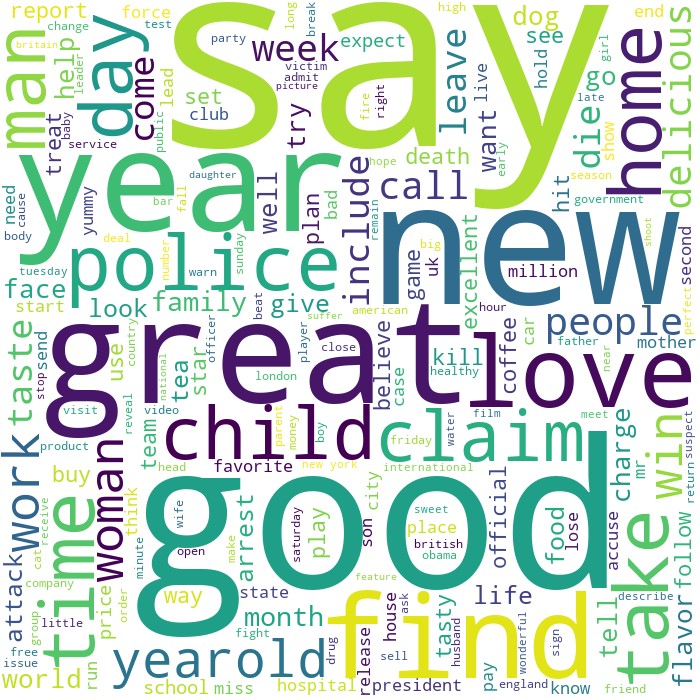 say
year
new
great
good
love
police
child
claim
find
take
time
home
man
day
yearold
work
woman
win
people
week
report
force
test
long
break
high
dog
end
change
britain
leader
party
victim
admit
picture
expect
see
go
girl
late
help
come
lead
set
club
try
fire
right
hold
live
leave
want
die
show
delicious
treat
baby
service
public
daughter
hope
death
early
season
government
need
cause
body
yummy
bar
fall
well
plan
bad
include
call
hit
remain
tuesday
deal
number
warn
sunday
big
game
uk
excellent
million
shoot
second
face
start
look
family
give
beat
american
hour
car
perfect
send
use
country
officer
suffer
player
close
kill
coffee
father
mother
taste
stop
national
tea
star
london
believe
healthy
near
visit
reveal
video
case
film
meet
product
team
parent
money
boy
friday
water
charge
mr
return
suspect
buy
head
favorite
new york
international
think
cat
receive
city
attack
price
minute
wife
open
arrest
saturday
play
son
sweet
place
british
obama
official
food
lose
accuse
follow
describe
company
order
make
way
state
feature
free
issue
group
little
run
month
fight
drug
release
house
ask
husband
tasty
life
wonderful
sign
tell
flavor
world
school
miss
hospital
sell
president
pay
england
know
friend